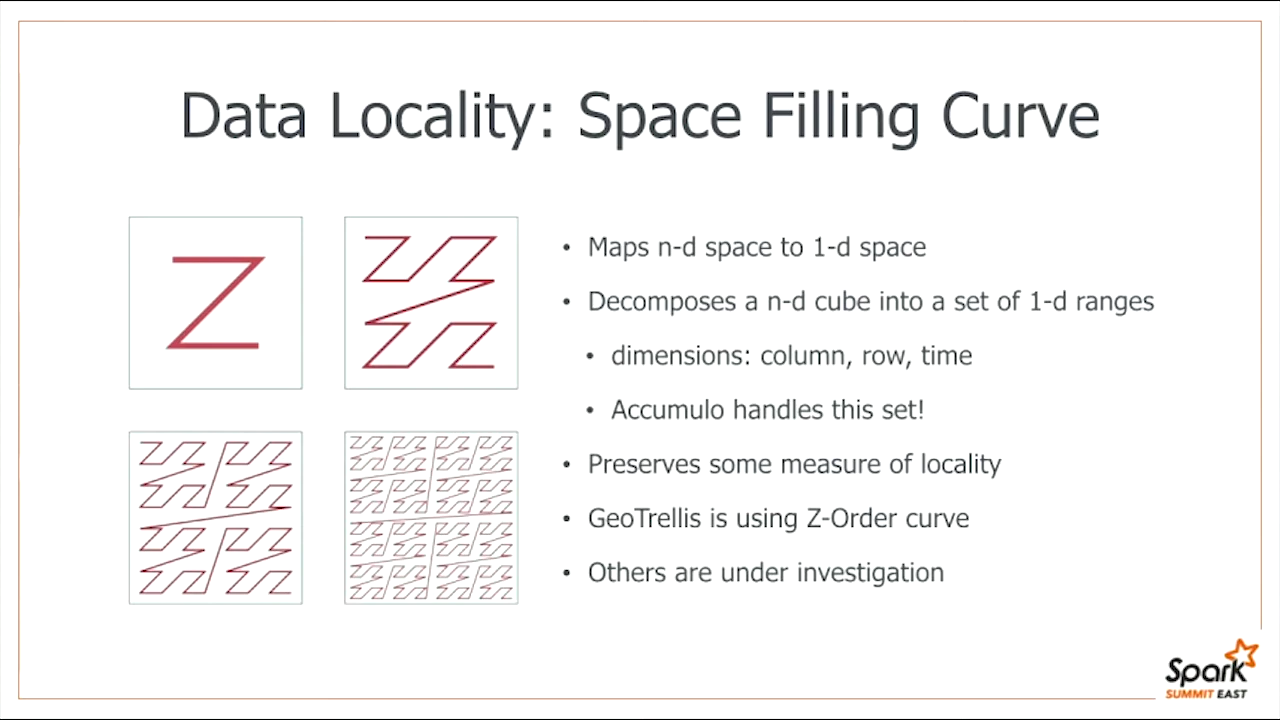 Data Locality: Space Filling Curve
• Maps n-d space to 1-d space
• Decomposes a n-d cube into a set of 1-d ranges
• dimensions: column, row, time
• Accumulo handles this set!
• Preserves some measure of locality
• GeoTrellis is using Z-Order curve
• Others are under investigation
Spark
SUMMIT EAST